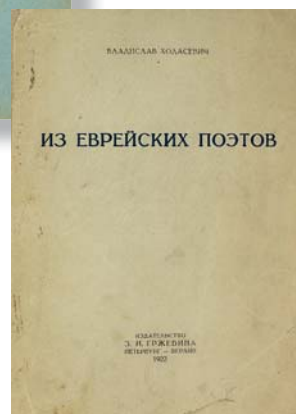 ВЛАДИСЛАВ ХОДАСЕВИЧ
ИЗ ЕВРЕЙСКИХ ПОЭТОВ
ИЗДАТЕЛЬСТВО
З. И. ГРЖЕБИНА
ПЕТЕРБУРГ — БЕРЛИН
1922